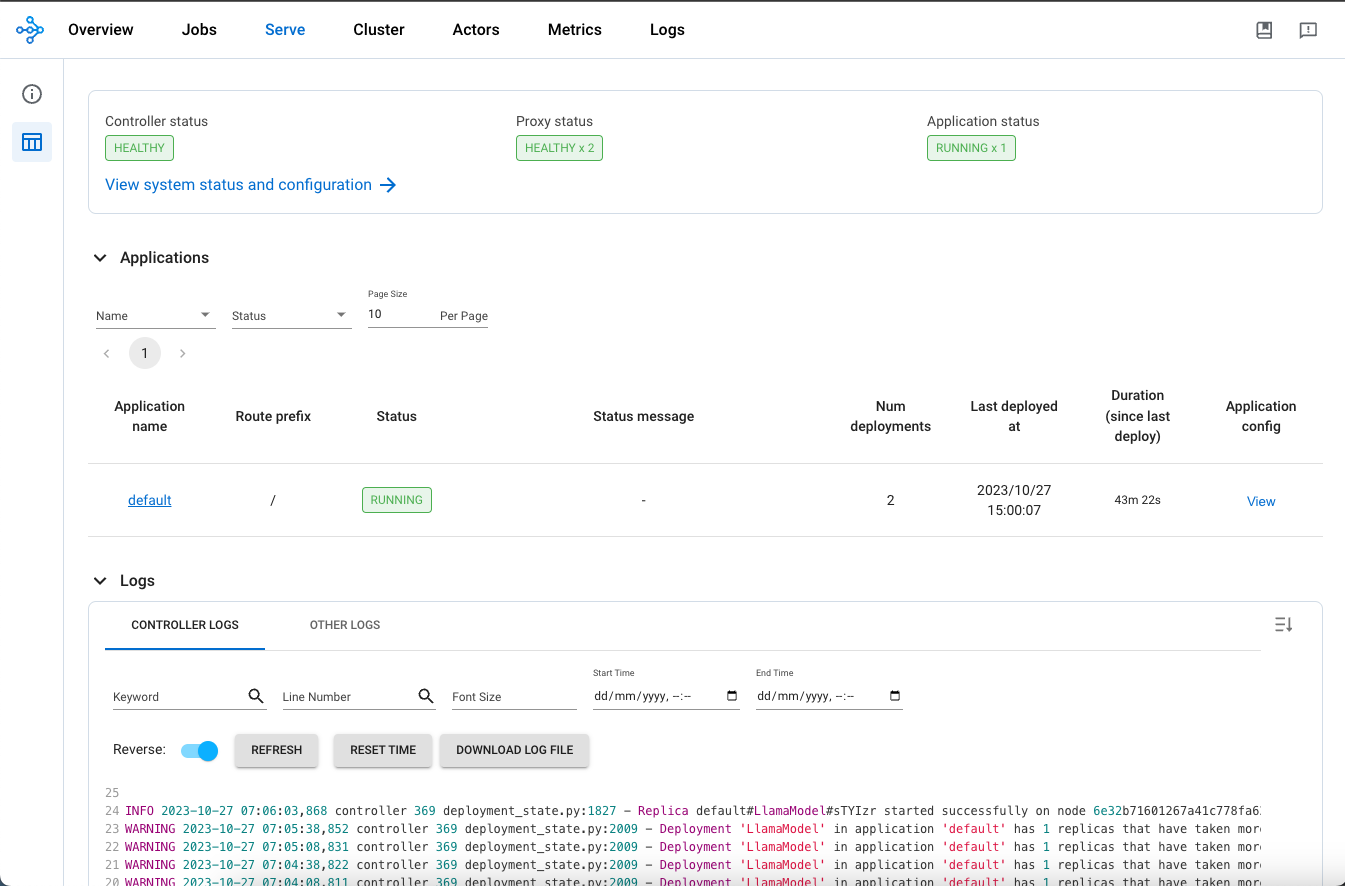 Overview Jobs Serve Cluster Actors Metrics Logs
Controller status Proxy status Application status
HEALTHY HEALTHY x 2 RUNNING x 1
View system status and configuration
Applications
Page Size
Name Status 10 Per Page
1
Application name Route prefix Status Status message Num deployments Last deployed at Duration (since last deploy) Application config
default / RUNNING - 2 2023/10/27 15:00:07 43m 22s View
Logs
CONTROLLER LOGS OTHER LOGS
Start Time End Time
Keyword Line Number Font Size dd/mm/yyyy, --:-- dd/mm/yyyy, --:--
Reverse: REFRESH RESET TIME DOWNLOAD LOG FILE
25
24 INFO 2023-10-27 07:06:03,868 controller 369 deployment_state.py:1827 - Replica default#LlamaModel#sTYIzr started successfully on node 6e32b71601267a41c778fa6
23 WARNING 2023-10-27 07:05:38,852 controller 369 deployment_state.py:2009 - Deployment 'LlamaModel' in application 'default' has 1 replicas that have taken mor
22 WARNING 2023-10-27 07:05:08,831 controller 369 deployment_state.py:2009 - Deployment 'LlamaModel' in application 'default' has 1 replicas that have taken mor
21 WARNING 2023-10-27 07:04:38,822 controller 369 deployment_state.py:2009 - Deployment 'LlamaModel' in application 'default' has 1 replicas that have taken mor
20 WARNING 2023-10-27 07:04:08,811 controller 369 deployment_state.py:2009 - Deployment 'LlamaModel' in application 'default' has 1 replicas that have taken mor